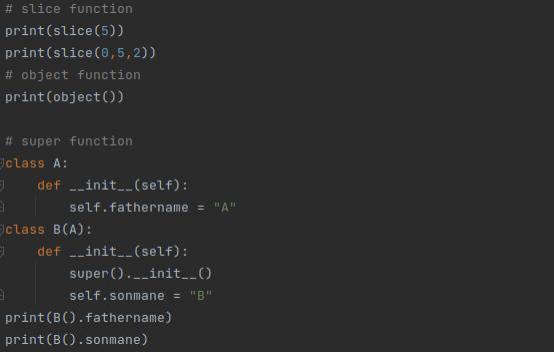 # slice function
print(slice(5))
print(slice(0,5,2))
# object function
print(object())
# super function
class A:
    def __init__(self):
        self.fathername = "A"
class B(A):
    def __init__(self):
        super().__init__()
        self.sonmane = "B"
print(B().fathername)
print(B().sonmane)